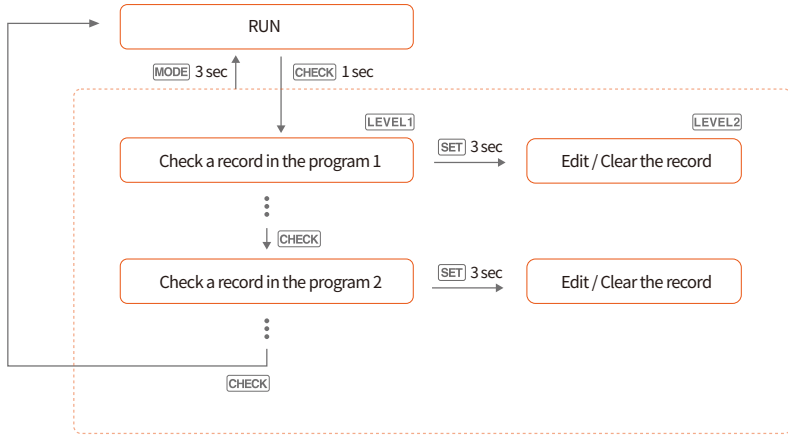 RUN
MODE 3 sec
CHECK 1 sec
LEVEL1
LEVEL2
Check a record in the program 1
SET 3 sec
Edit / Clear the record
CHECK
Check a record in the program 2
SET 3 sec
Edit / Clear the record
CHECK